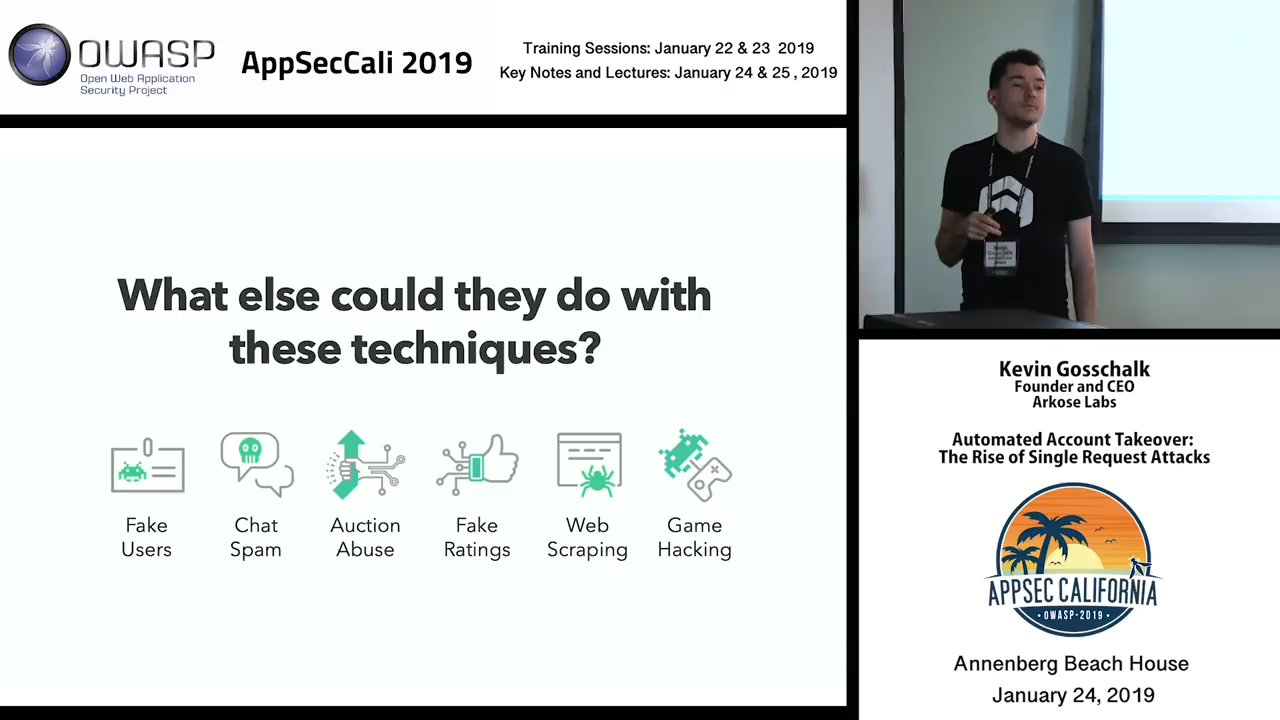 OWASP
Open Web Application
Security Project
AppSecCali 2019
Training Sessions: January 22 & 23 2019
Key Notes and Lectures: January 24 & 25 , 2019
What else could they do with
these techniques?
Fake
Users
Chat
Spam
Auction
Abuse
Fake
Ratings
Web
Scraping
Game
Hacking
Kevin Gosschalk
Founder and CEO
Arkose Labs
Automated Account Takeover:
The Rise of Single Request Attacks
APPSEC CALIFORNIA
• OWASP-2019 •
Annenberg Beach House
January 24, 2019